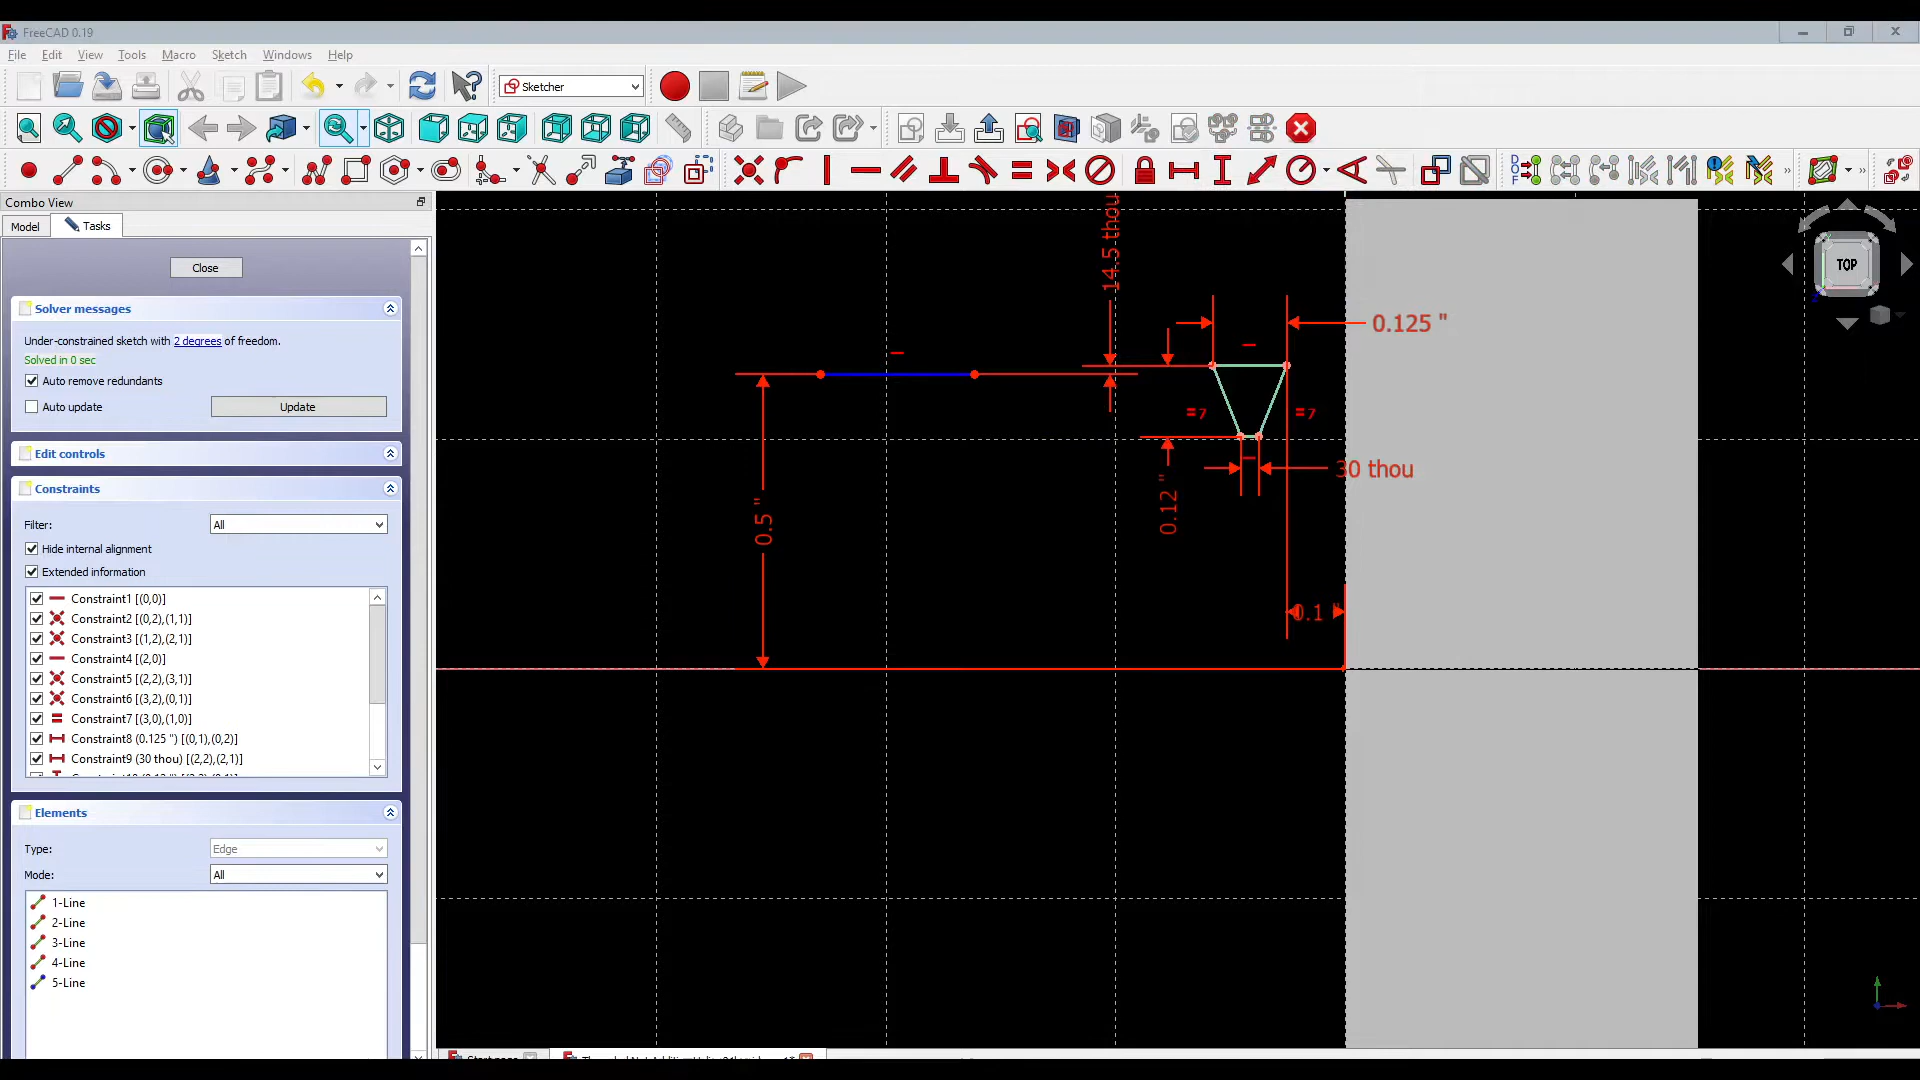 FreeCAD 0.19
File Edit View Tools Macro Sketch Windows Help
Sketcher
Combo View
Model Tasks
Close
Solver messages
Under-constrained sketch with 2 degrees of freedom.
Solved in 0 sec
Auto remove redundants
Auto update Update
Edit controls
Constraints
Filter: All
Hide internal alignment
Extended information
Constraint1 [(0,0)]
Constraint2 [(0,2),(1,1)]
Constraint3 [(1,2),(2,1)]
Constraint4 [(2,0)]
Constraint5 [(2,2),(3,1)]
Constraint6 [(3,2),(0,1)]
Constraint7 [(3,0),(1,0)]
Constraint8 (0.125 ") [(0,1),(0,2)]
Constraint9 (30 thou) [(2,2),(2,1)]
Elements
Type: Edge
Mode: All
1-Line
2-Line
3-Line
4-Line
5-Line
14.5 thou
0.125 "
7 7
30 thou
0.12 "
0.5 "
0.1 "
TOP
Start page